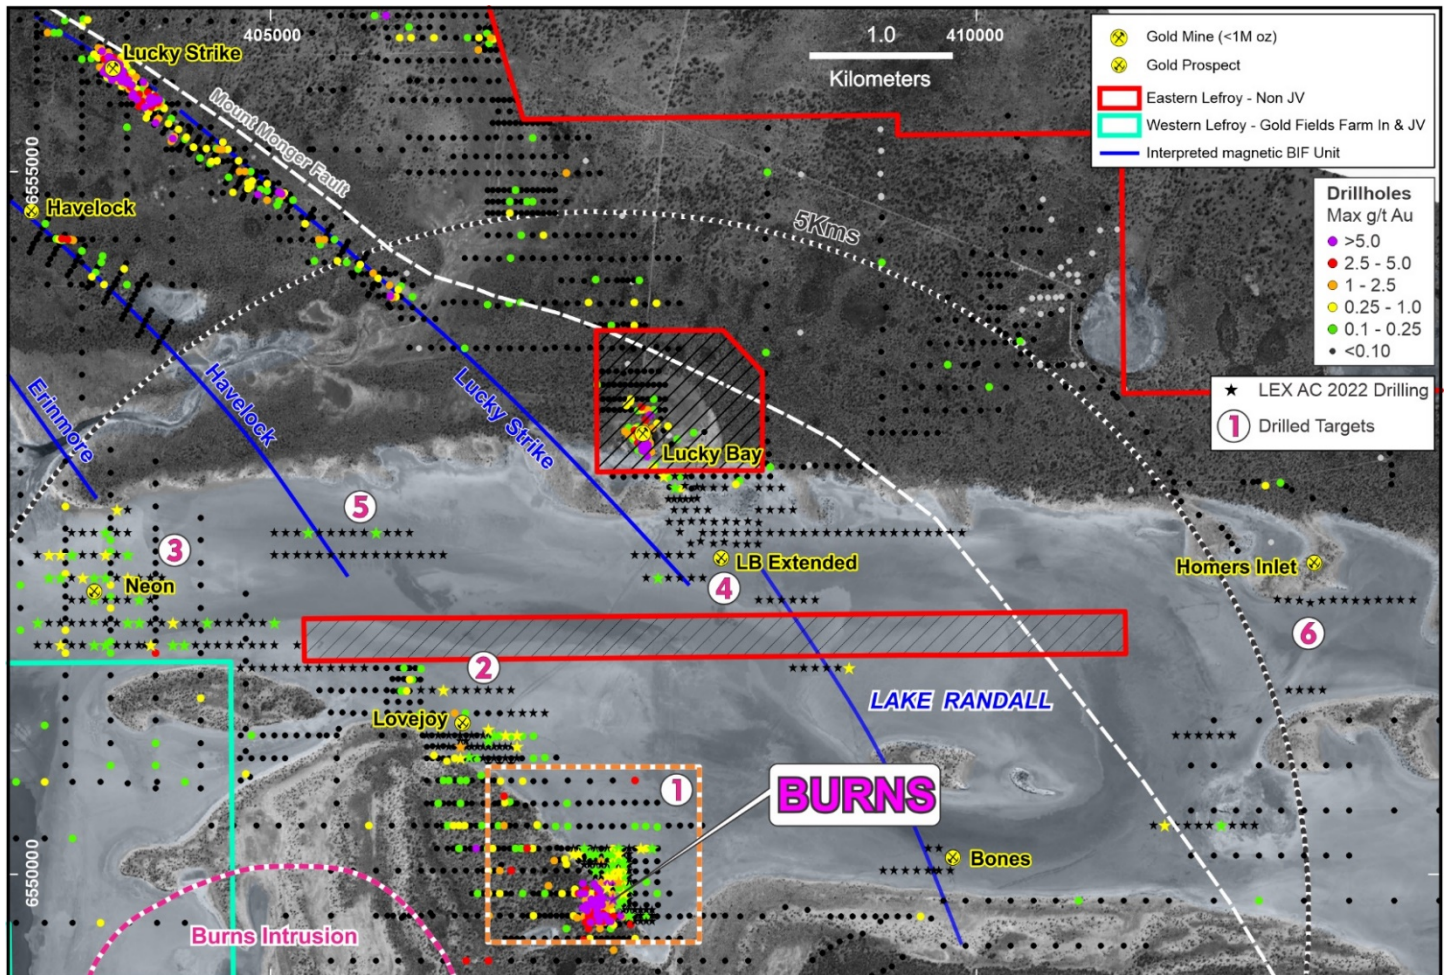 405000
1.0
Kilometers
410000
Gold Mine (<1M oz)
Gold Prospect
Eastern Lefroy - Non JV
Western Lefroy - Gold Fields Farm In & JV
Interpreted magnetic BIF Unit
Drillholes
Max g/t Au
>5.0
2.5 - 5.0
1 - 2.5
0.25 - 1.0
0.1 - 0.25
<0.10
LEX AC 2022 Drilling
1 Drilled Targets
Lucky Strike
Mount Monger Fault
6555000
Havelock
5Kms
Erinmore
Havelock
Lucky Strike
Lucky Bay
5
3
Neon
LB Extended
4
Homers Inlet
6
2
LAKE RANDALL
Lovejoy
1
BURNS
6550000
Bones
Burns Intrusion